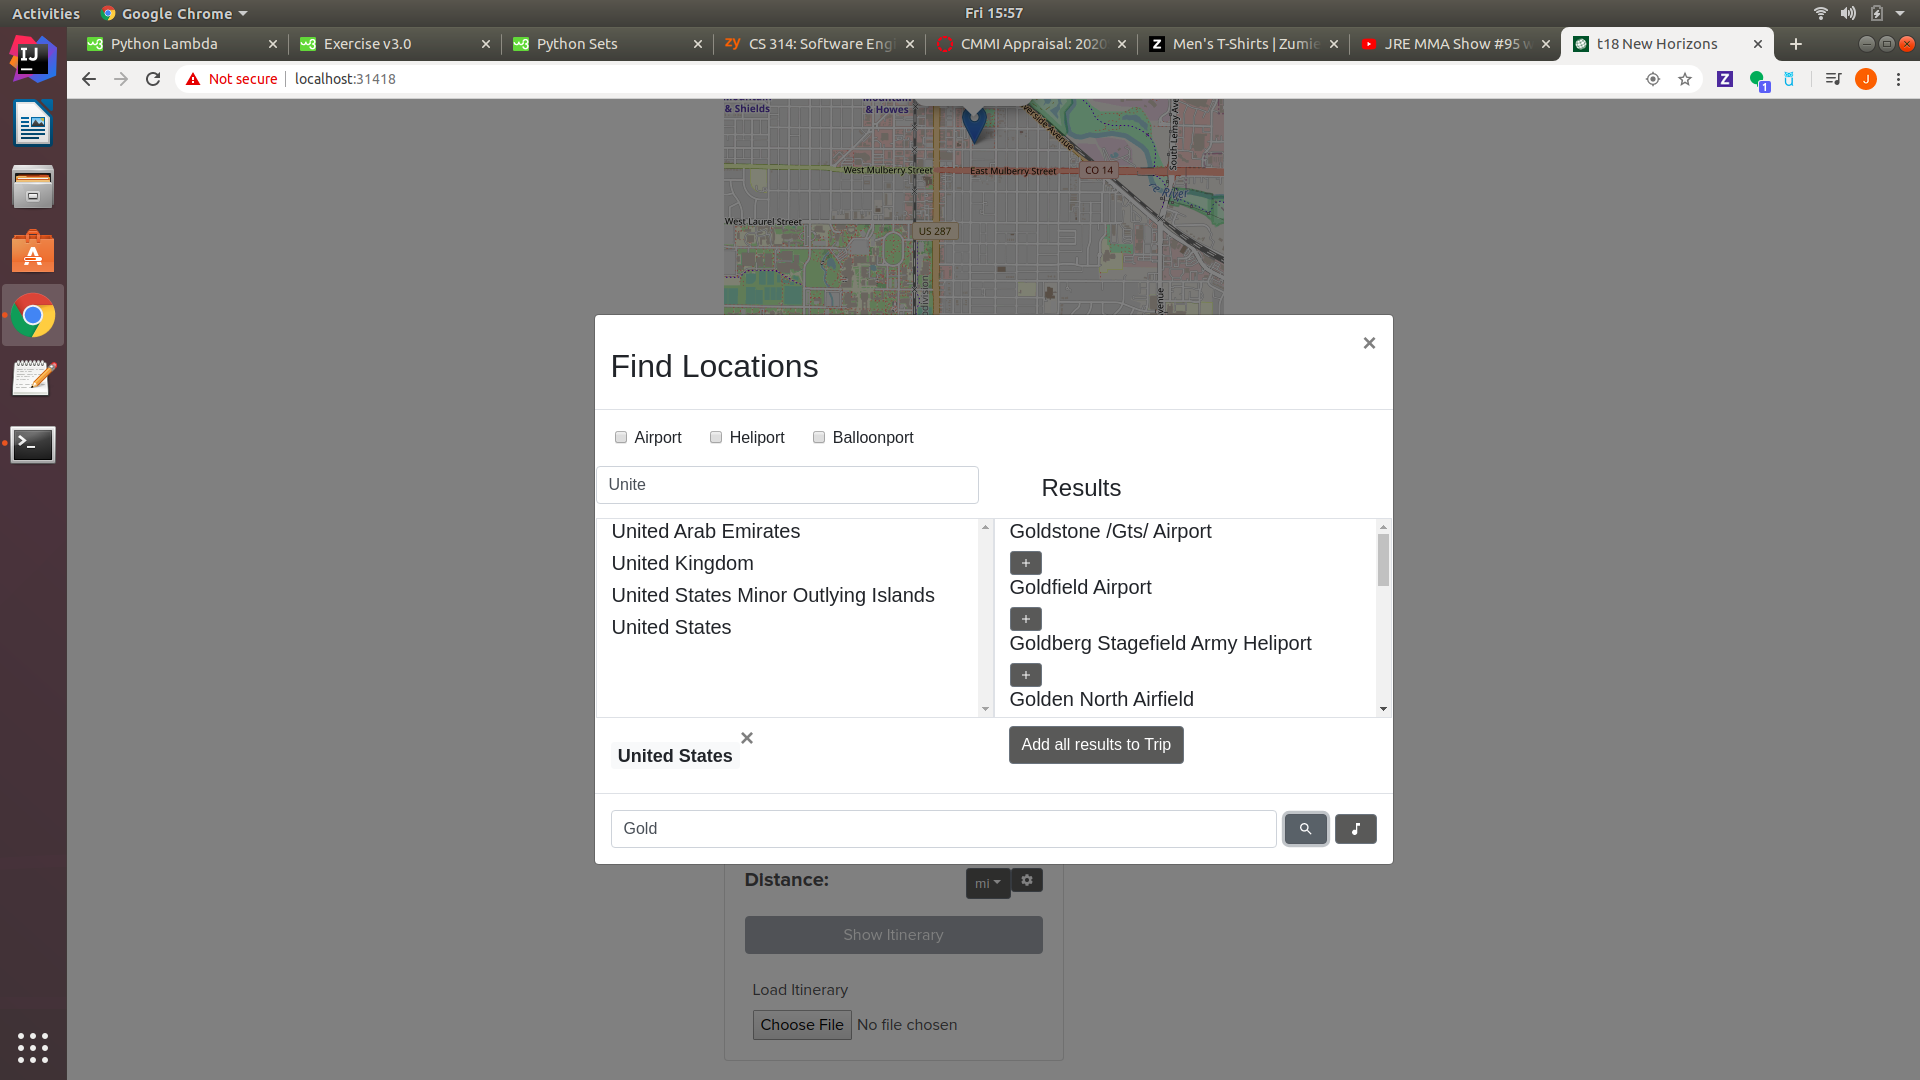 Activities
Google Chrome
Fri 15:57
Python Lambda
Exercise v3.0
Python Sets
CS 314: Software Engi
CMMI Appraisal: 2020
Men's T-Shirts | Zumie
JRE MMA Show #95 w
t18 New Horizons
Not secure
localhost:31418
1
J
& Shields
& Howes
South Lemay Ave
West Mulberry Street
East Mulberry Street
CO 14
West Laurel Street
US 287
Find Locations
×
Airport
Heliport
Balloonport
Unite
Results
United Arab Emirates
United Kingdom
United States Minor Outlying Islands
United States
Goldstone /Gts/ Airport
+
Goldfield Airport
+
Goldberg Stagefield Army Heliport
+
Golden North Airfield
United States
×
Add all results to Trip
Gold
Distance:
mi
Show Itinerary
Load Itinerary
Choose File No file chosen